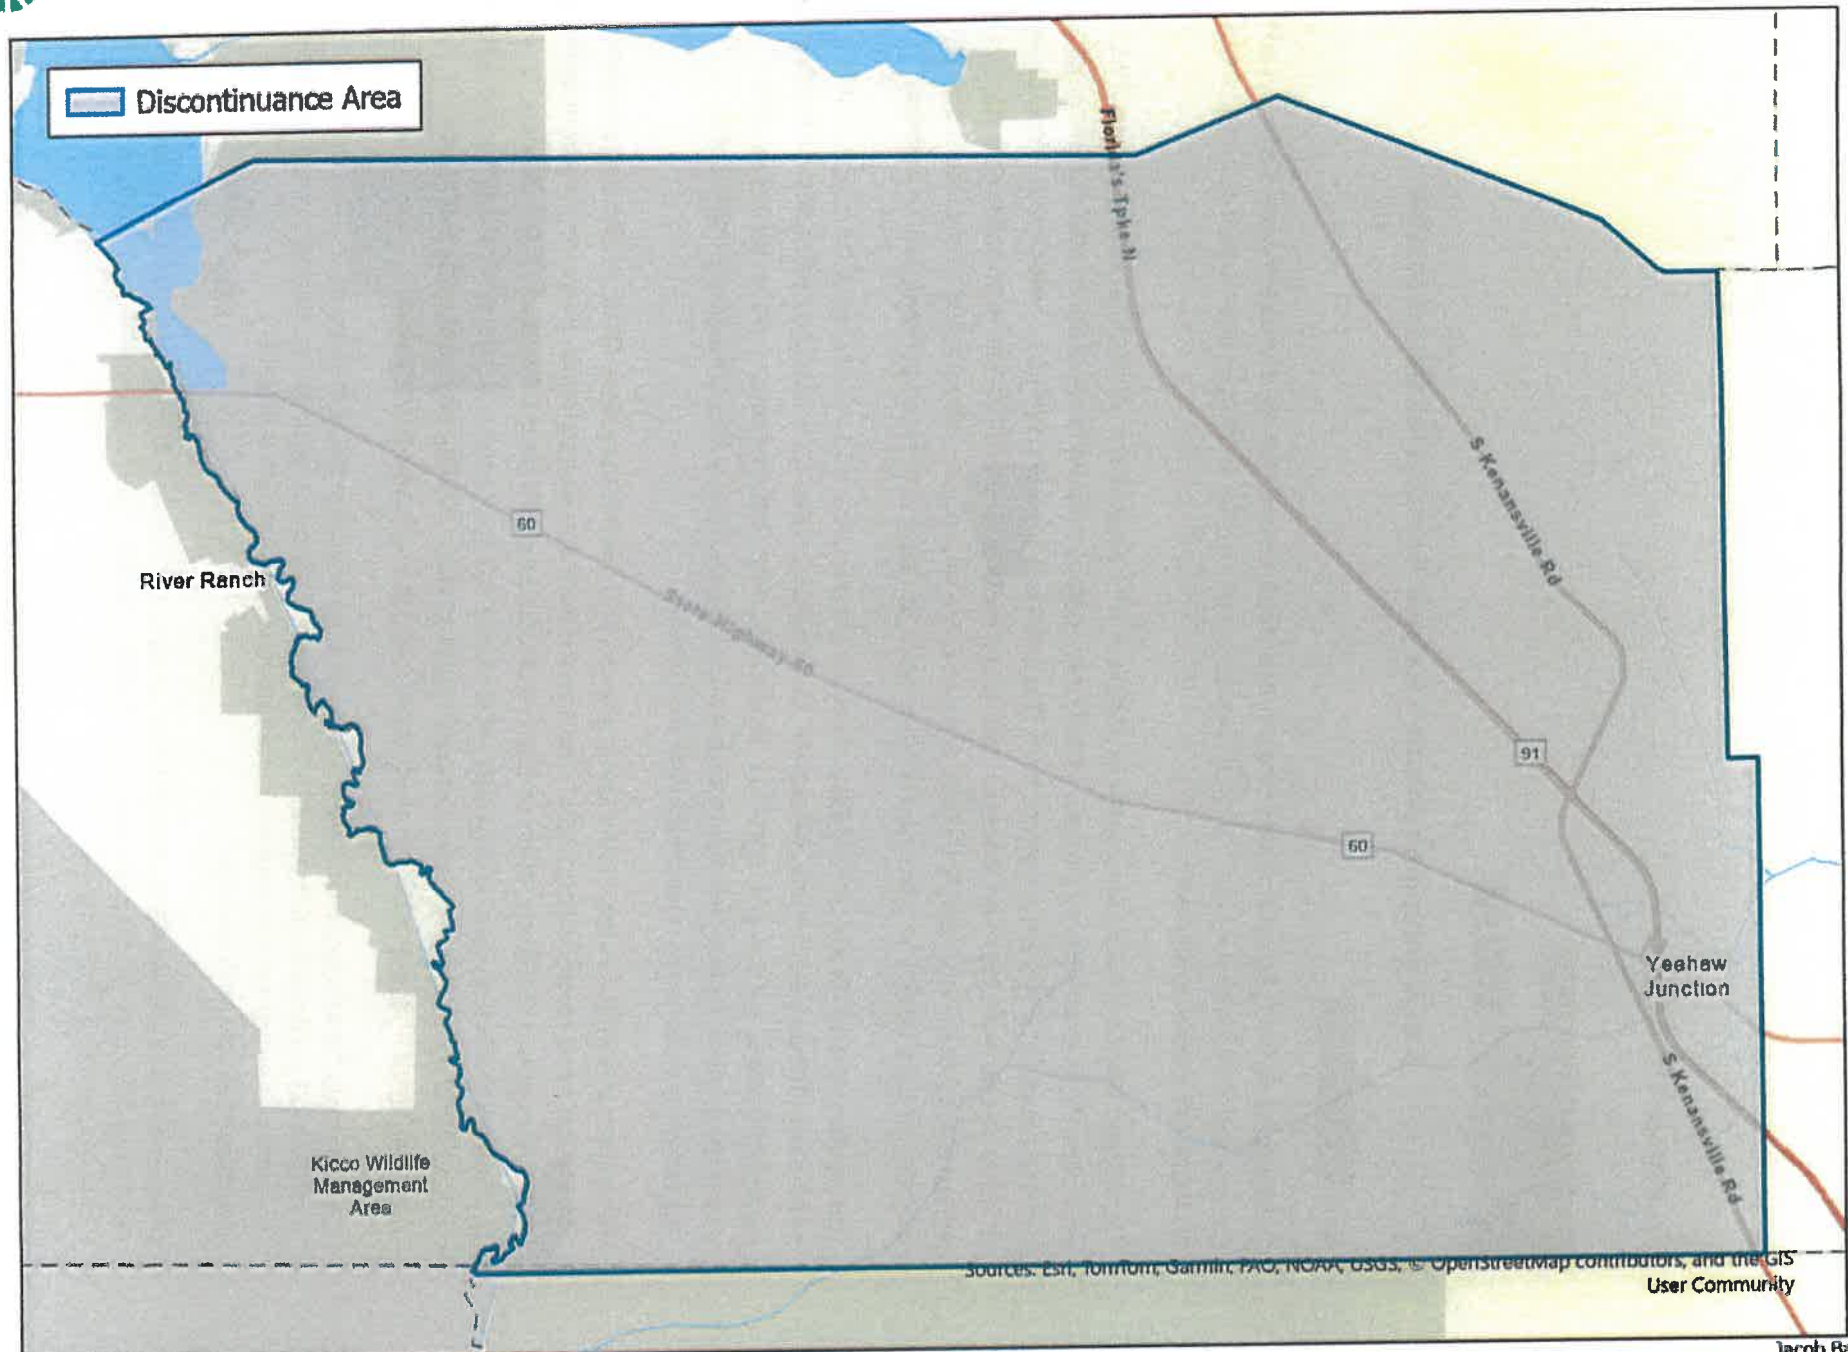 Discontinuance Area
Florida's Tpke N
S Kenansville Rd
60
River Ranch
State Highway 60
91
60
Yeehaw
Junction
S Kenansville Rd
Kicco Wildlife
Management
Area
Sources: Esri, TomTom, Garmin, FAO, NOAA, USGS, © OpenStreetMap contributors, and the GIS
User Community
Jacob